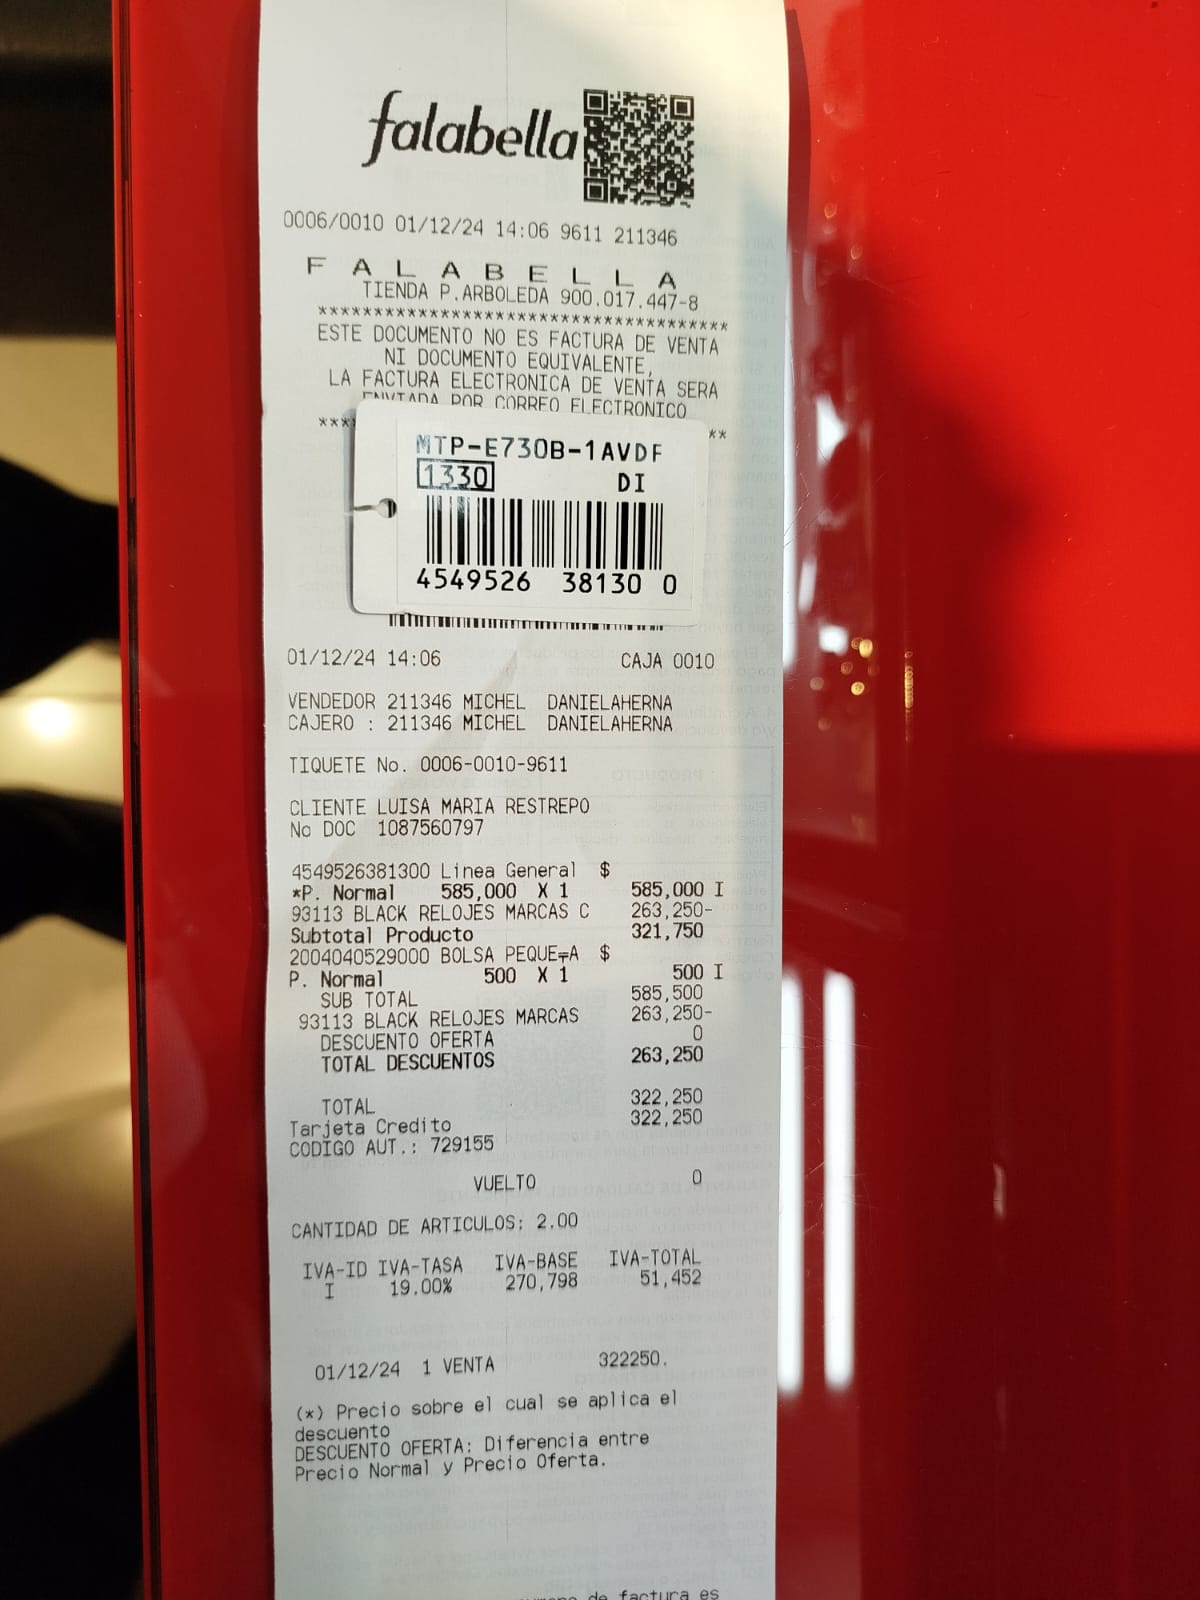 falabella
0006/0010 01/12/24 14:06 9611 211346
F A L A B E L L A
TIENDA P.ARBOLEDA 900.017.447-8
*************************************
ESTE DOCUMENTO NO ES FACTURA DE VENTA
NI DOCUMENTO EQUIVALENTE,
LA FACTURA ELECTRONICA DE VENTA SERA
ENVIADA POR CORREO ELECTRONICO
MTP-E730B-1AVDF
1330 DI
4549526 38130 0
01/12/24 14:06 CAJA 0010
VENDEDOR 211346 MICHEL DANIELAHERNA
CAJERO : 211346 MICHEL DANIELAHERNA
TIQUETE No. 0006-0010-9611
CLIENTE LUISA MARIA RESTREPO
No DOC 1087560797
4549526381300 Linea General $
*P. Normal 585,000 X 1 585,000 I
93113 BLACK RELOJES MARCAS C 263,250-
Subtotal Producto 321,750
2004040529000 BOLSA PEQUE╤A $
P. Normal 500 X 1 500 I
SUB TOTAL 585,500
93113 BLACK RELOJES MARCAS 263,250-
DESCUENTO OFERTA 0
TOTAL DESCUENTOS 263,250
TOTAL 322,250
Tarjeta Credito 322,250
CODIGO AUT.: 729155
VUELTO 0
CANTIDAD DE ARTICULOS: 2.00
IVA-ID IVA-TASA IVA-BASE IVA-TOTAL
I 19.00% 270,798 51,452
01/12/24 1 VENTA 322250.
(*) Precio sobre el cual se aplica el
descuento
DESCUENTO OFERTA: Diferencia entre
Precio Normal y Precio Oferta.
de factura es